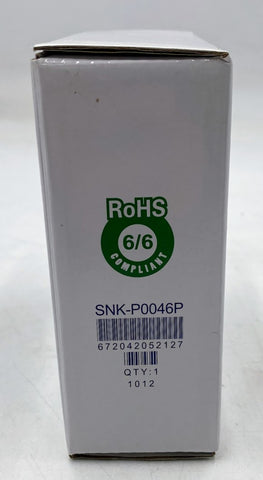 RoHS
6/6
COMPLIANT
SNK-P0046P
672042052127
QTY:1
1012